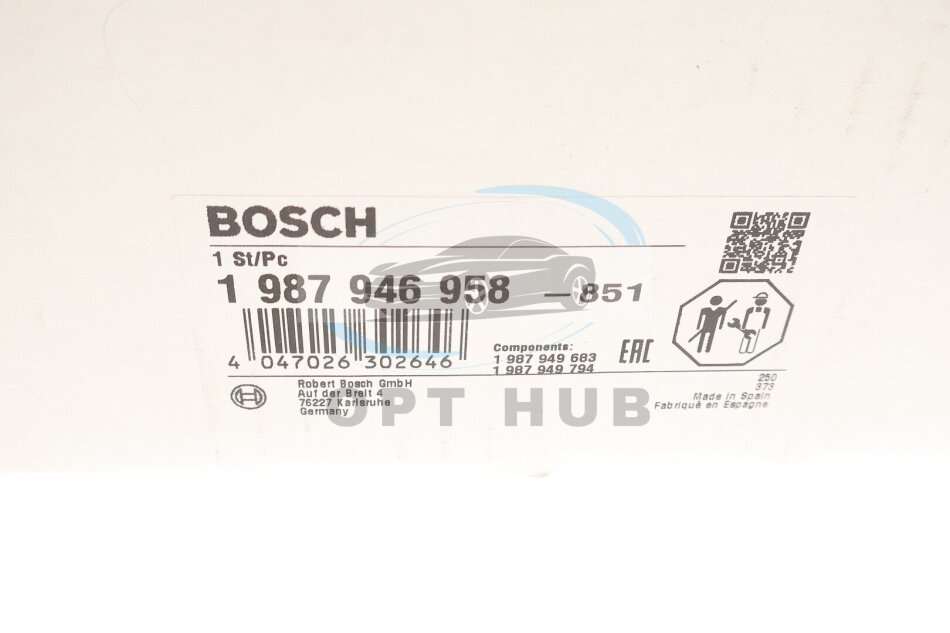 BOSCH
1 St/Pc
1 987 946 958 -851
4 047026 302646
Components:
1 987 949 683
1 987 949 794
EAC
Robert Bosch GmbH
Auf der Breit 4
76227 Karlsruhe
Germany
250
373
Made in Spain
Fabriqué en Espagne
OPT HUB